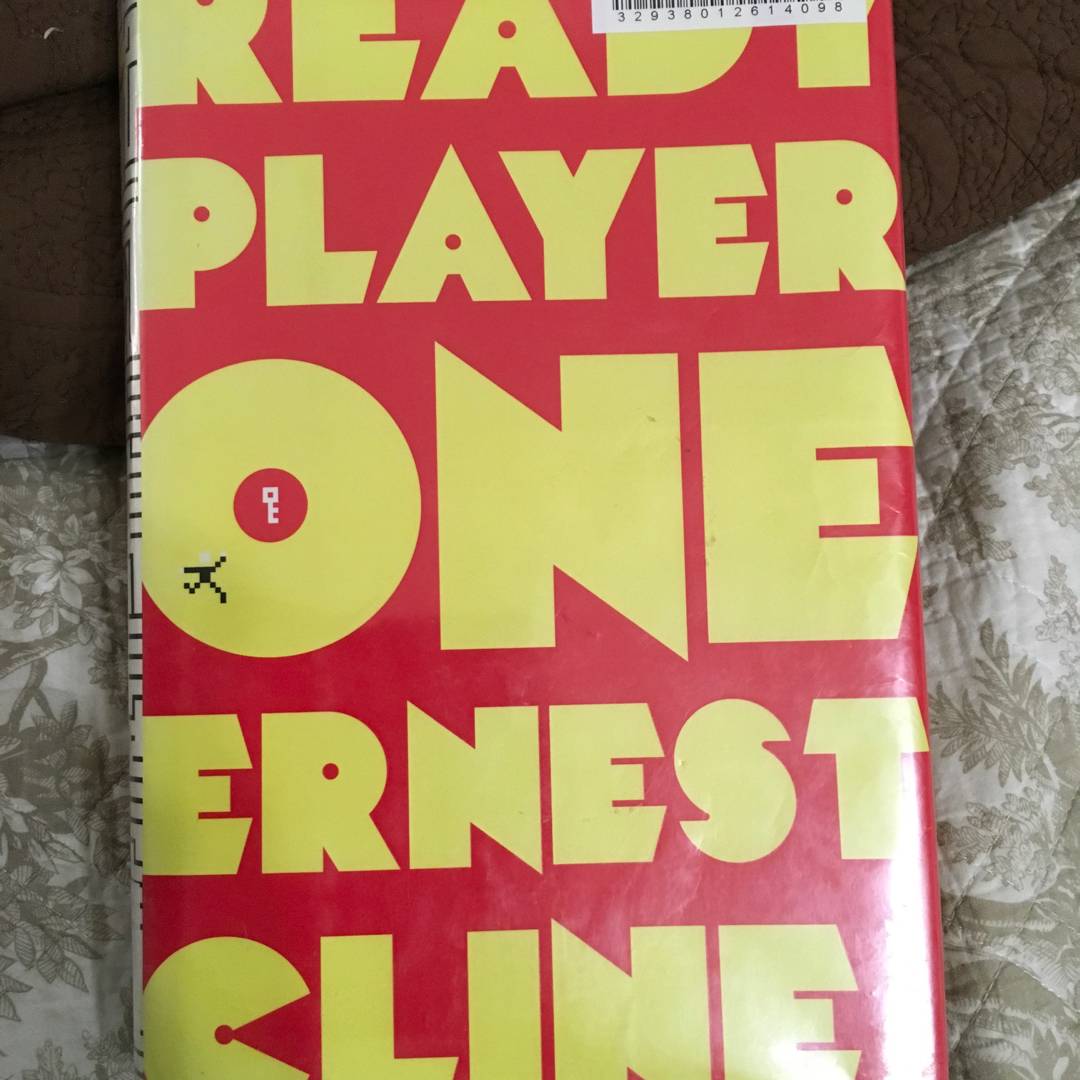 32938012614098
READY
PLAYER
ONE
ERNEST
CLINE